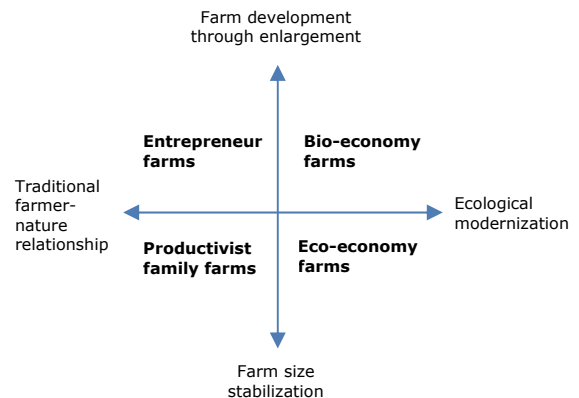 Farm development
through enlargement
Entrepreneur
farms
Bio-economy
farms
Traditional
farmer-
nature
relationship
Ecological
modernization
Productivist
family farms
Eco-economy
farms
Farm size
stabilization